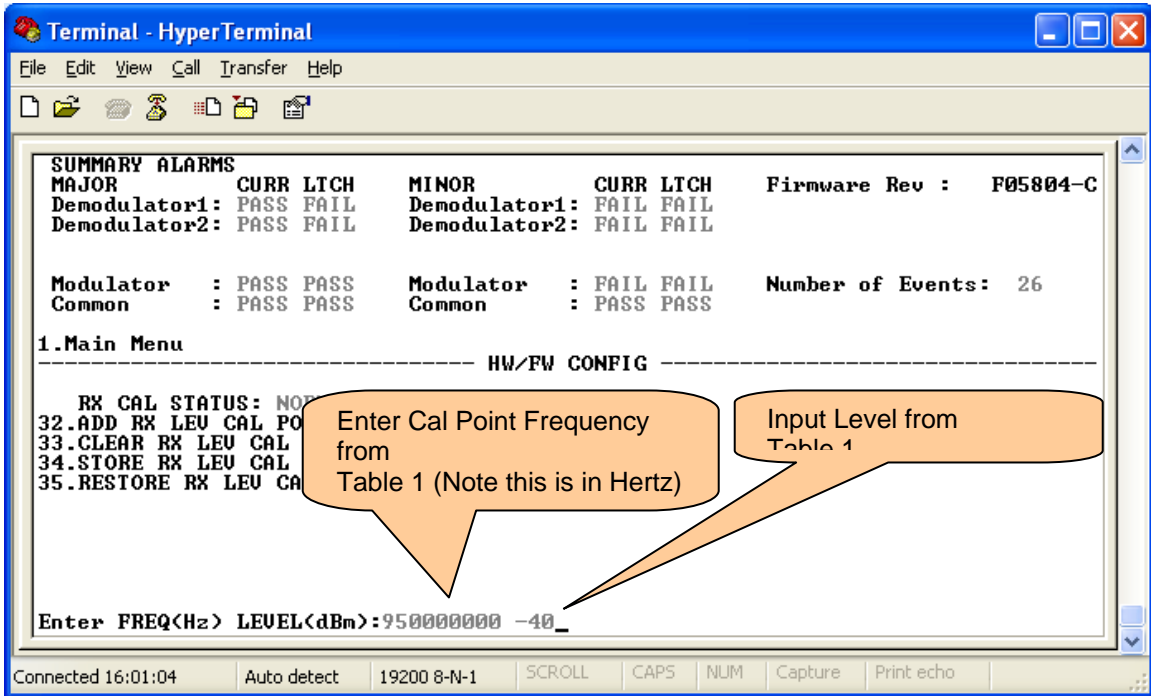 Terminal - HyperTerminal
File Edit View Call Transfer Help
SUMMARY ALARMS
MAJOR CURR LTCH MINOR CURR LTCH Firmware Rev : F05804-C
Demodulator1: PASS FAIL Demodulator1: FAIL FAIL
Demodulator2: PASS FAIL Demodulator2: FAIL FAIL
Modulator : PASS PASS Modulator : FAIL FAIL Number of Events: 26
Common : PASS PASS Common : PASS PASS
1.Main Menu
HW/FW CONFIG
RX CAL STATUS:
32.ADD RX LEV CAL
33.CLEAR RX LEV CAL
34.STORE RX LEV CAL
35.RESTORE RX LEV
Enter Cal Point Frequency
from
Table 1 (Note this is in Hertz)
Input Level from
Table 1
Enter FREQ(Hz) LEVEL(dBm):950000000 -40_
Connected 16:01:04 Auto detect 19200 8-N-1 SCROLL CAPS NUM Capture Print echo